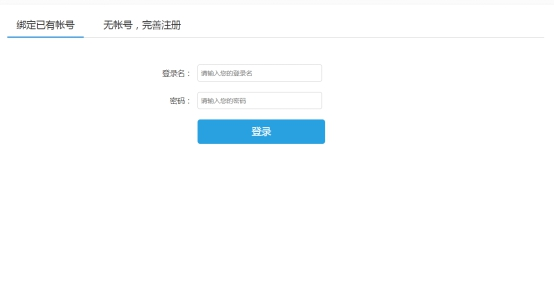 绑定已有帐号 无帐号，完善注册
登录名： 请输入您的登录名
密码： 请输入您的密码
登录